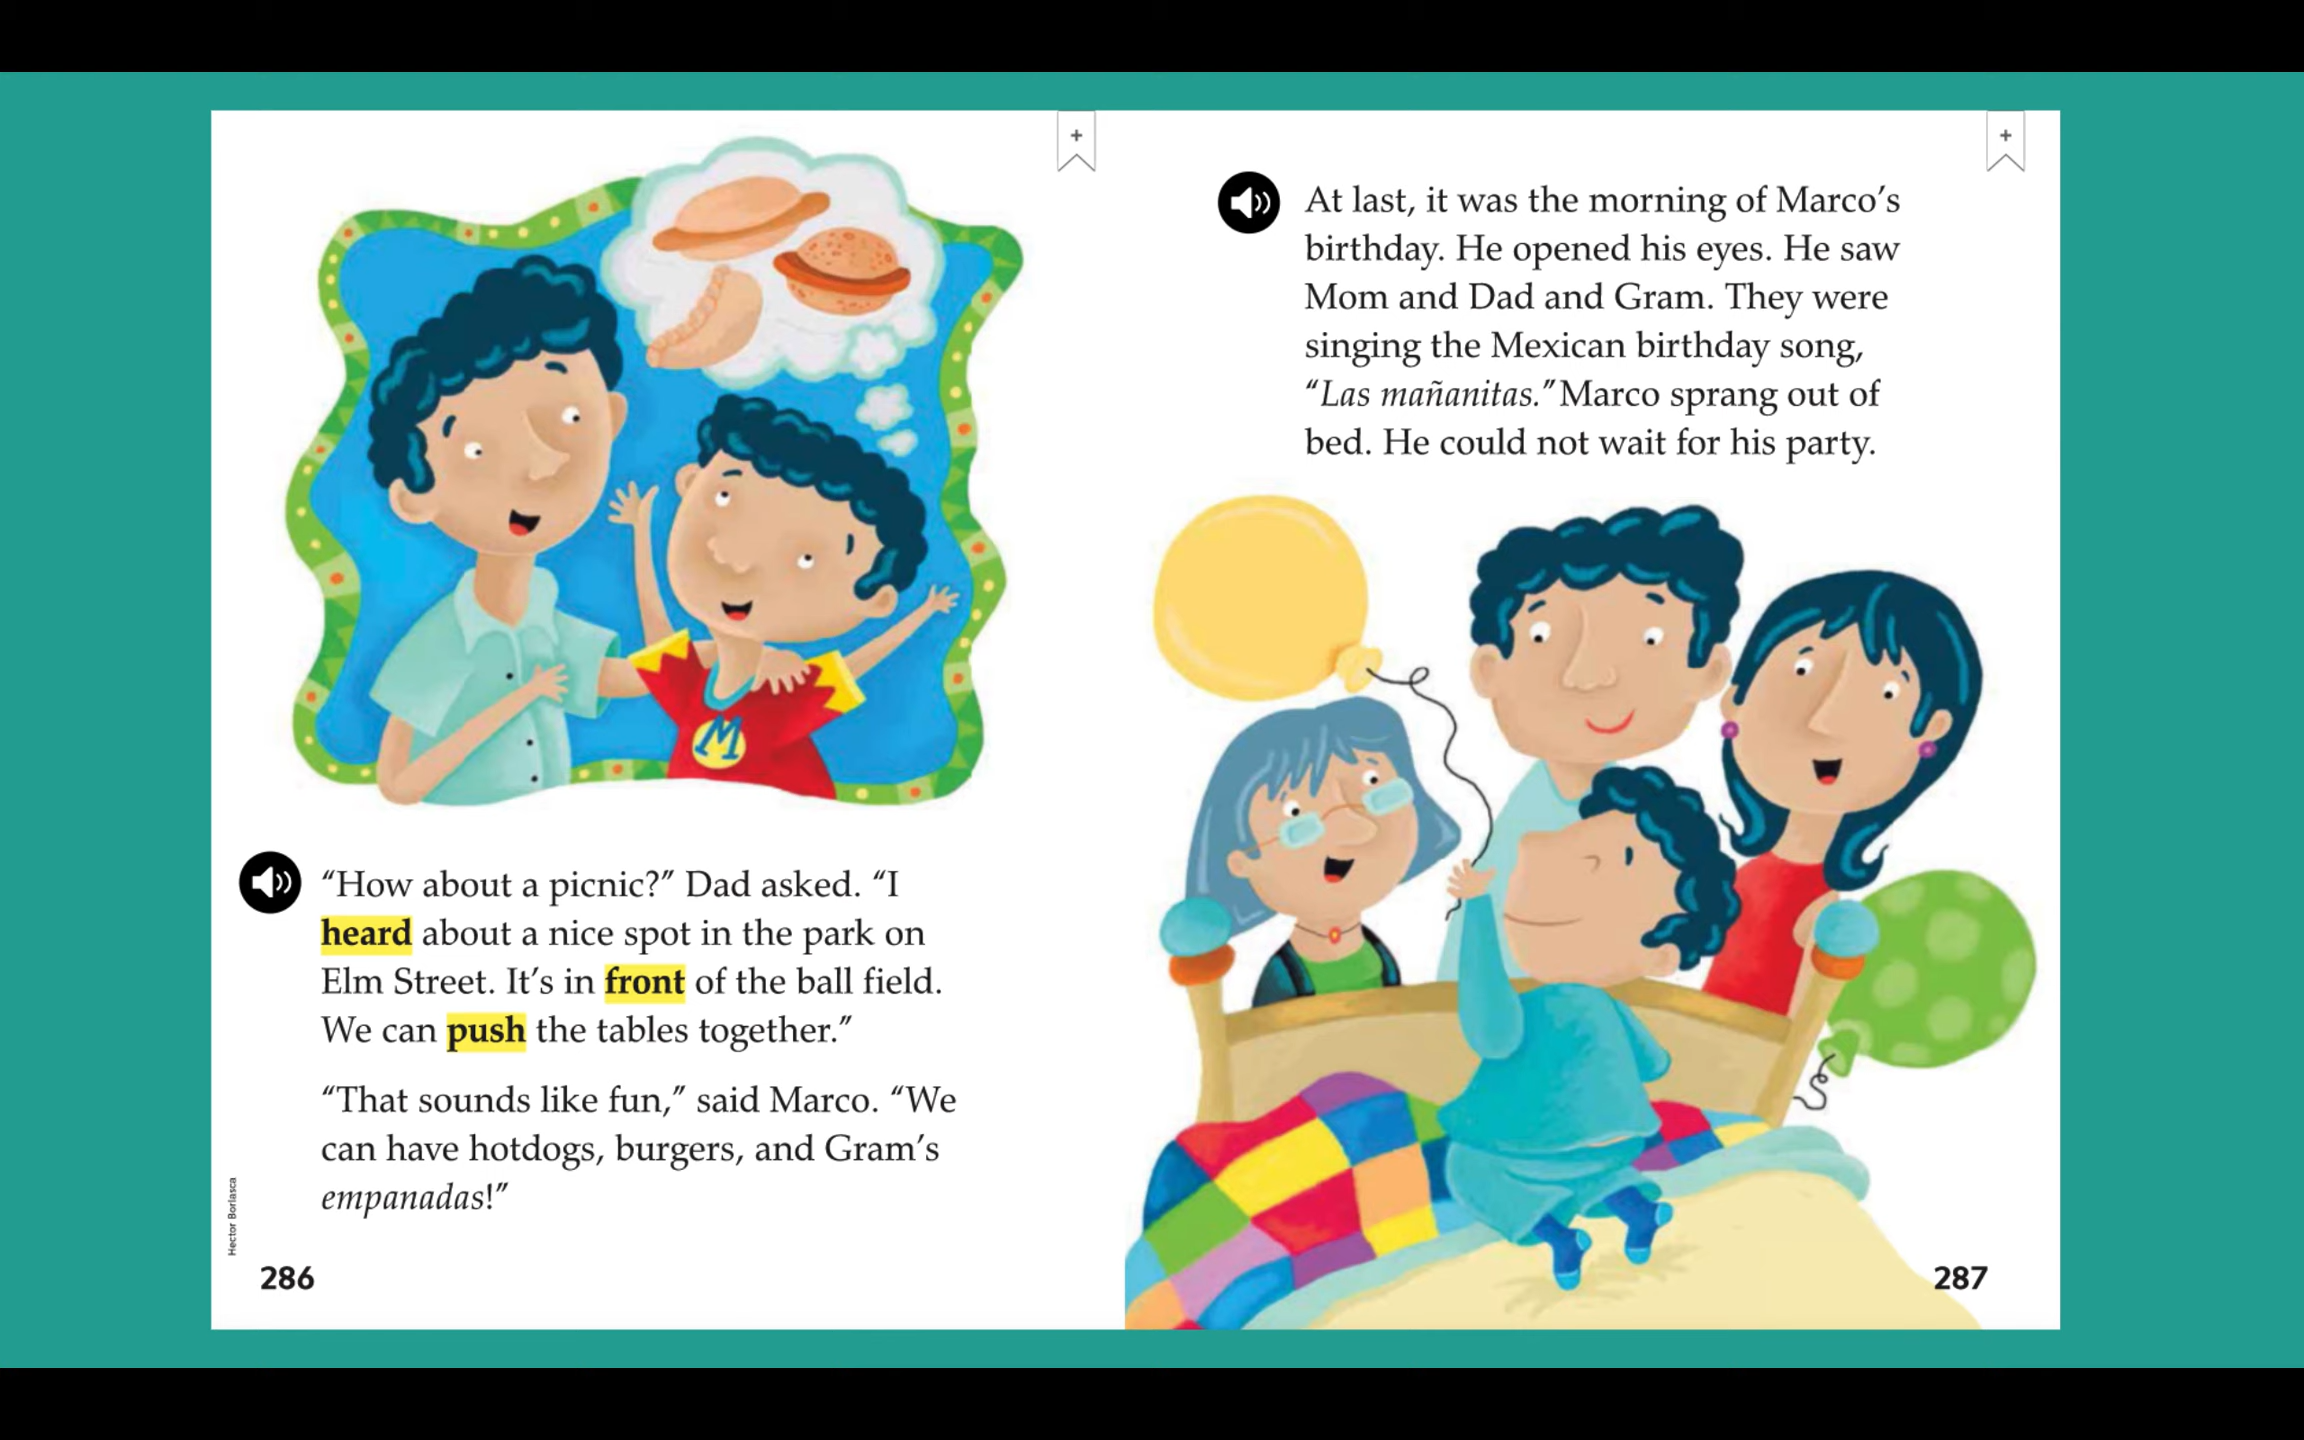 “How about a picnic?” Dad asked. “I
heard about a nice spot in the park on
Elm Street. It’s in front of the ball field.
We can push the tables together.”
“That sounds like fun,” said Marco. “We
can have hotdogs, burgers, and Gram’s
empanadas!”
Hector Borlasca
286
M
At last, it was the morning of Marco’s
birthday. He opened his eyes. He saw
Mom and Dad and Gram. They were
singing the Mexican birthday song,
“Las mañanitas.” Marco sprang out of
bed. He could not wait for his party.
287